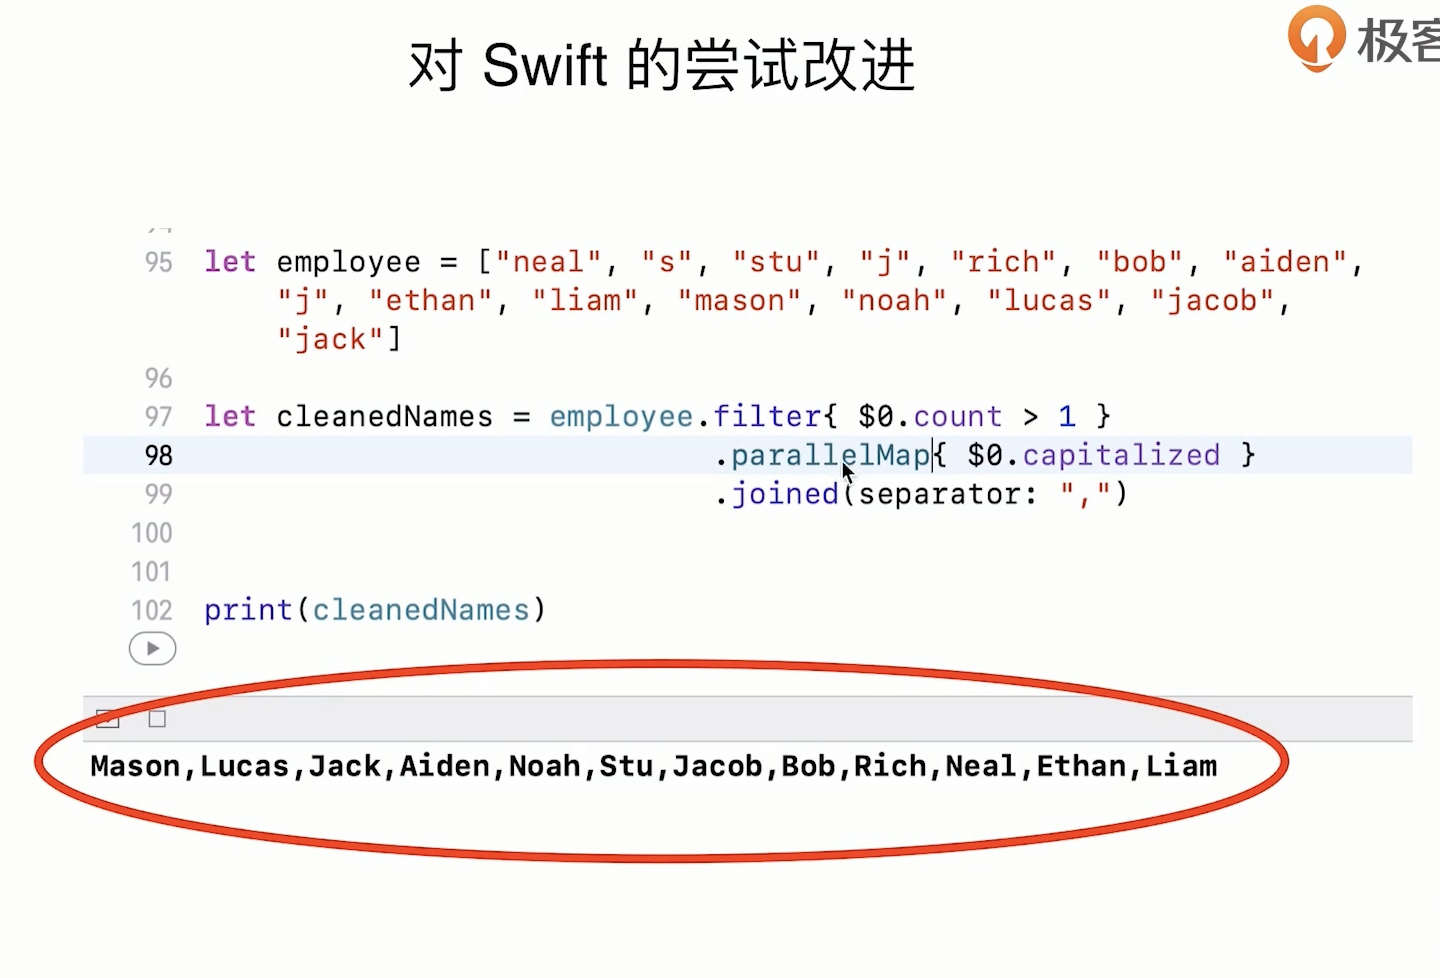 对 Swift 的尝试改进
极客
95 let employee = ["neal", "s", "stu", "j", "rich", "bob", "aiden",
"j", "ethan", "liam", "mason", "noah", "lucas", "jacob",
"jack"]
96
97 let cleanedNames = employee.filter{ $0.count > 1 }
98 .parallelMap{ $0.capitalized }
99 .joined(separator: ",")
100
101
102 print(cleanedNames)
Mason,Lucas,Jack,Aiden,Noah,Stu,Jacob,Bob,Rich,Neal,Ethan,Liam